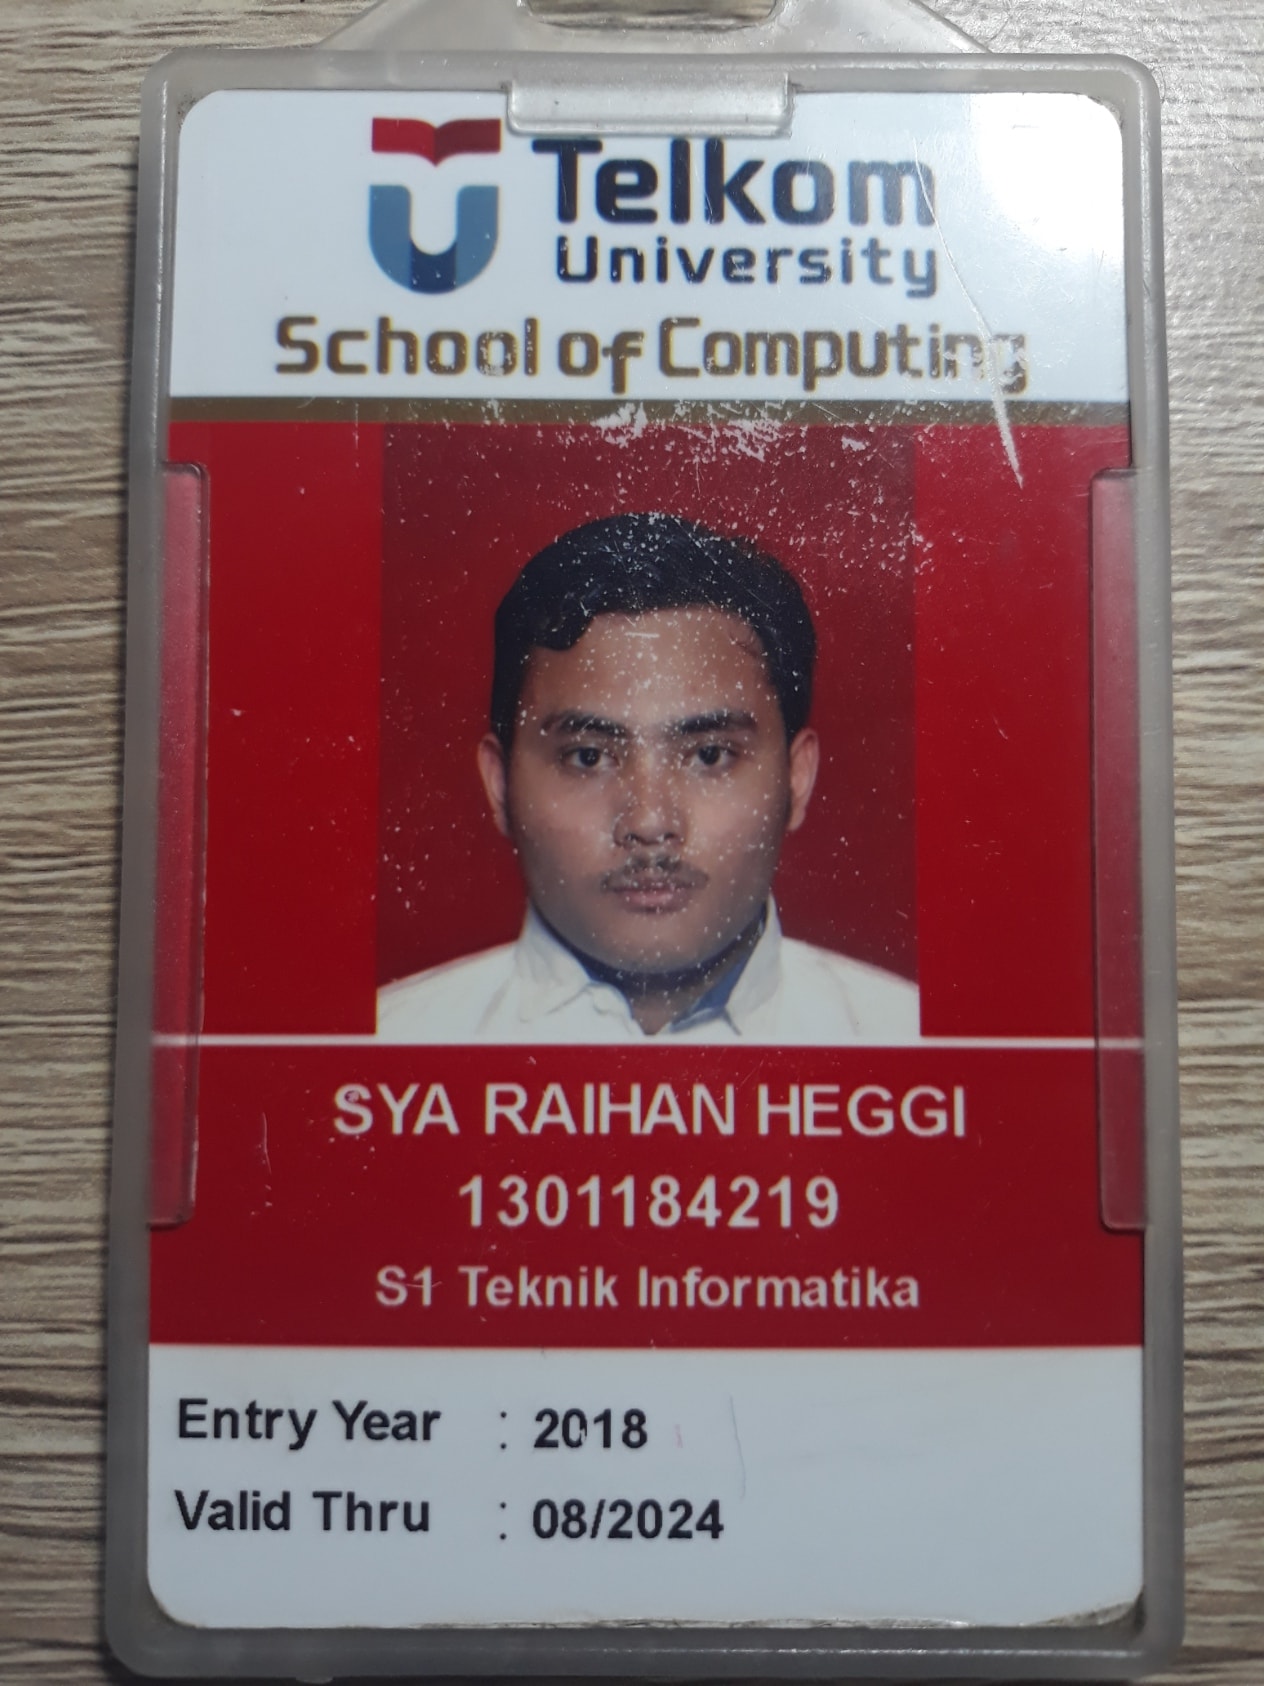 Telkom
University
School of Computing
SYA RAIHAN HEGGI
1301184219
S1 Teknik Informatika
Entry Year : 2018
Valid Thru : 08/2024